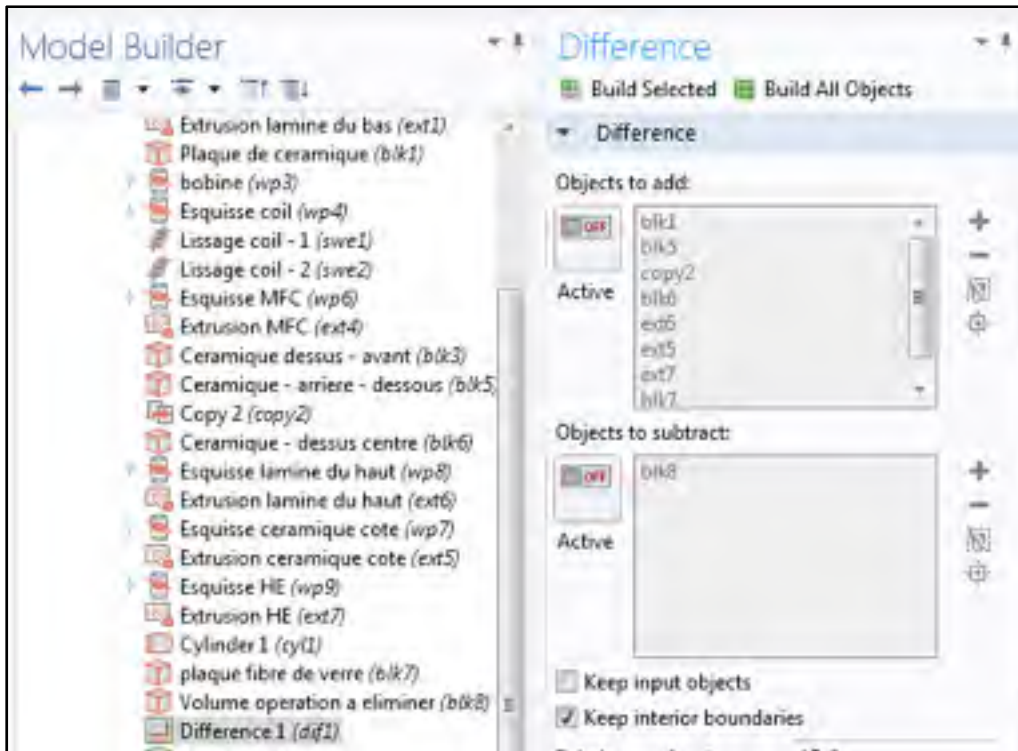 Model Builder
Extrusion lamine du bas (ext1)
Plaque de ceramique (blk1)
bobine (wp3)
Esquisse coil (wp4)
Lissage coil - 1 (swe1)
Lissage coil - 2 (swe2)
Esquisse MFC (wp6)
Extrusion MFC (ext4)
Ceramique dessus - avant (blk3)
Ceramique - arriere - dessous (blk5)
Copy 2 (copy2)
Ceramique - dessus centre (blk6)
Esquisse lamine du haut (wp8)
Extrusion lamine du haut (ext6)
Esquisse ceramique cote (wp7)
Extrusion ceramique cote (ext5)
Esquisse HE (wp9)
Extrusion HE (ext7)
Cylinder 1 (cyl1)
plaque fibre de verre (blk7)
Volume operation a eliminer (blk8)
Difference 1 (dif1)
Difference
Build Selected Build All Objects
Difference
Objects to add:
OFF
Active
blk1
blk5
copy2
blk6
ext6
ext5
ext7
blk7
Objects to subtract:
OFF
Active
blk8
Keep input objects
Keep interior boundaries